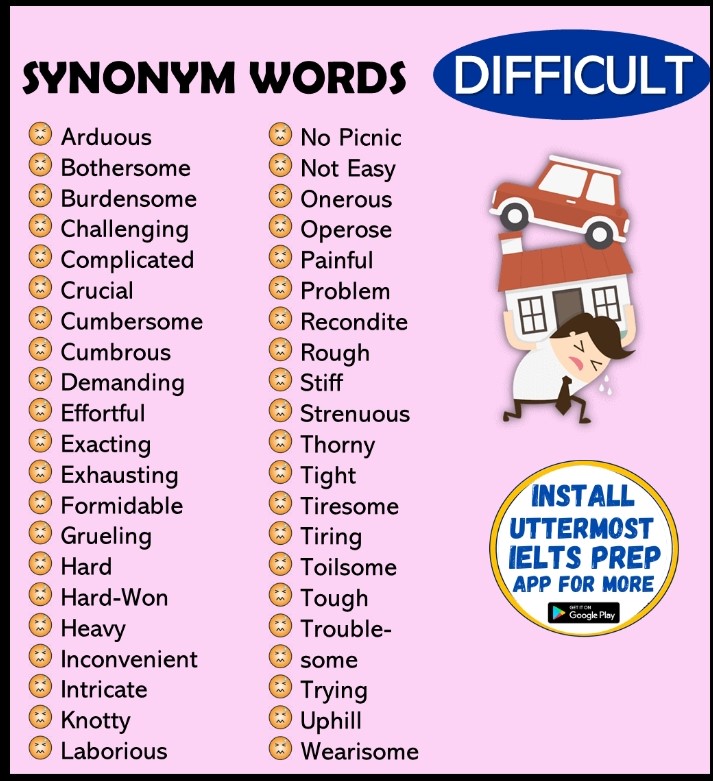 SYNONYM WORDS
DIFFICULT
Arduous
Bothersome
Burdensome
Challenging
Complicated
Crucial
Cumbersome
Cumbrous
Demanding
Effortful
Exacting
Exhausting
Formidable
Grueling
Hard
Hard-Won
Heavy
Inconvenient
Intricate
Knotty
Laborious
No Picnic
Not Easy
Onerous
Operose
Painful
Problem
Recondite
Rough
Stiff
Strenuous
Thorny
Tight
Tiresome
Tiring
Toilsome
Tough
Trouble-
some
Trying
Uphill
Wearisome
INSTALL
UTTERMOST
IELTS PREP
APP FOR MORE
GET IT ON
Google Play